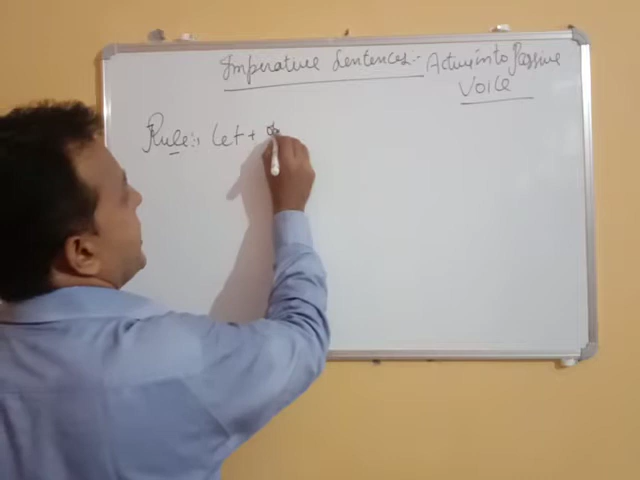 Imperative Sentences:- Active into Passive
Voice
Rule:: Let +